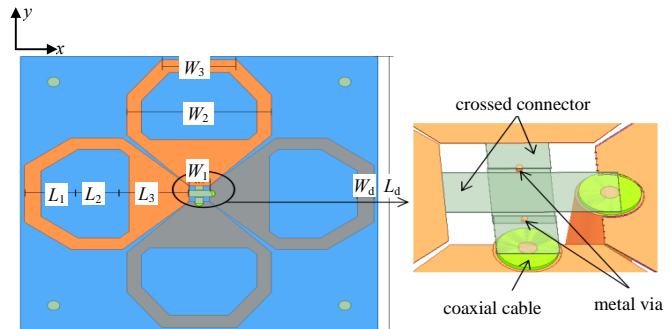 y
x
W3
W2
W1
L1
L2
L3
Wd
Ld
crossed connector
coaxial cable
metal via